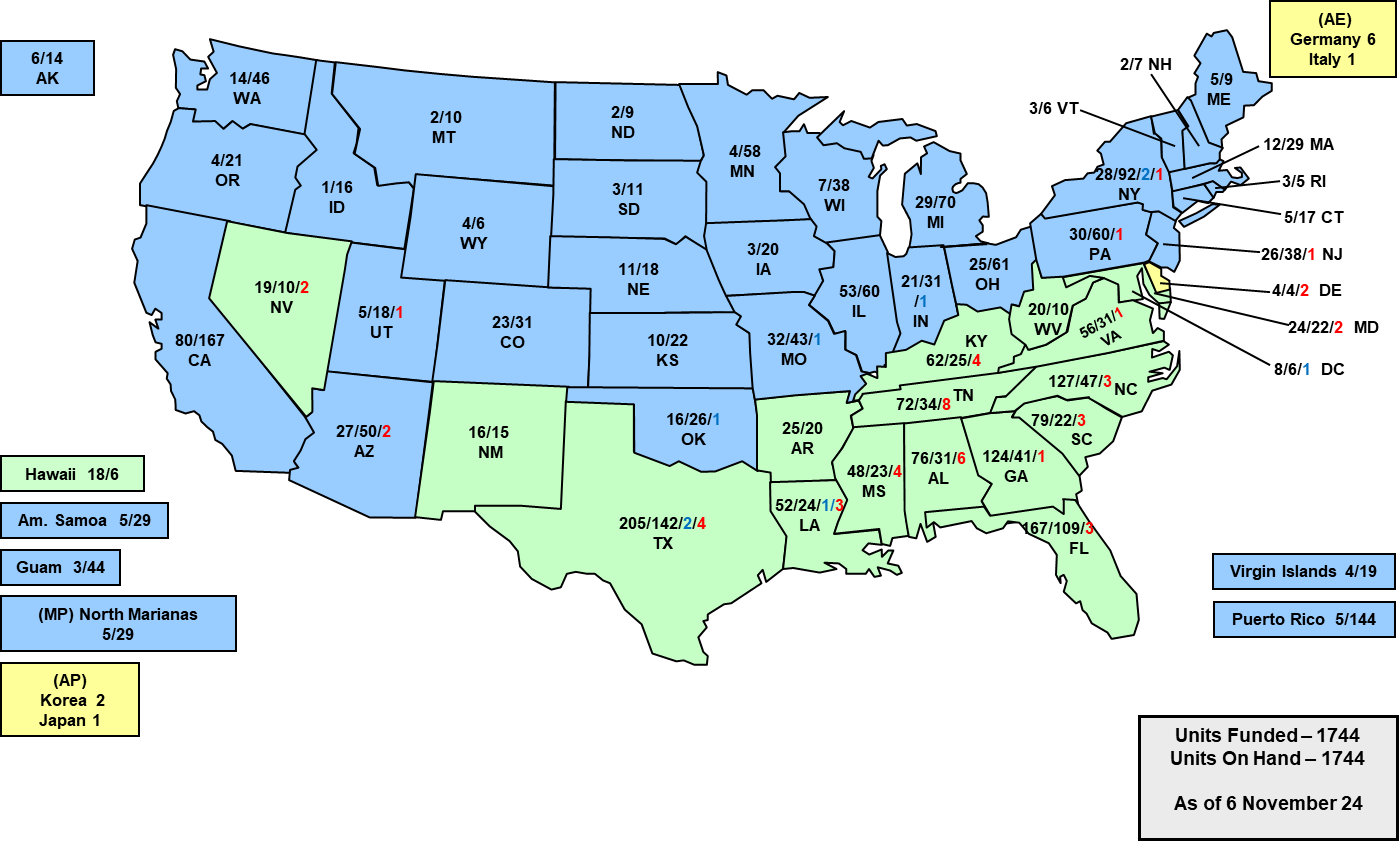 6/14
AK
14/46
WA
4/21
OR
1/16
ID
2/10
MT
4/6
WY
2/9
ND
3/11
SD
11/18
NE
10/22
KS
4/58
MN
3/20
IA
7/38
WI
29/70
MI
53/60
IL
21/31
/1
IN
25/61
OH
32/43/1
MO
16/26/1
OK
23/31
CO
5/18/1
UT
19/10/2
NV
80/167
CA
27/50/2
AZ
16/15
NM
205/142/2/4
TX
25/20
AR
52/24/1/3
LA
48/23/4
MS
76/31/6
AL
124/41/1
GA
167/109/3
FL
79/22/3
SC
127/47/3 NC
72/34/8 TN
KY
62/25/4
20/10
WV
56/31/1
VA
30/60/1
PA
28/92/2/1
NY
2/7 NH
3/6 VT
5/9
ME
12/29 MA
3/5 RI
5/17 CT
26/38/1 NJ
4/4/2 DE
24/22/2 MD
8/6/1 DC
(AE)
Germany 6
Italy 1
Hawaii 18/6
Am. Samoa 5/29
Guam 3/44
(MP) North Marianas
5/29
(AP)
Korea 2
Japan 1
Virgin Islands 4/19
Puerto Rico 5/144
Units Funded – 1744
Units On Hand – 1744
As of 6 November 24